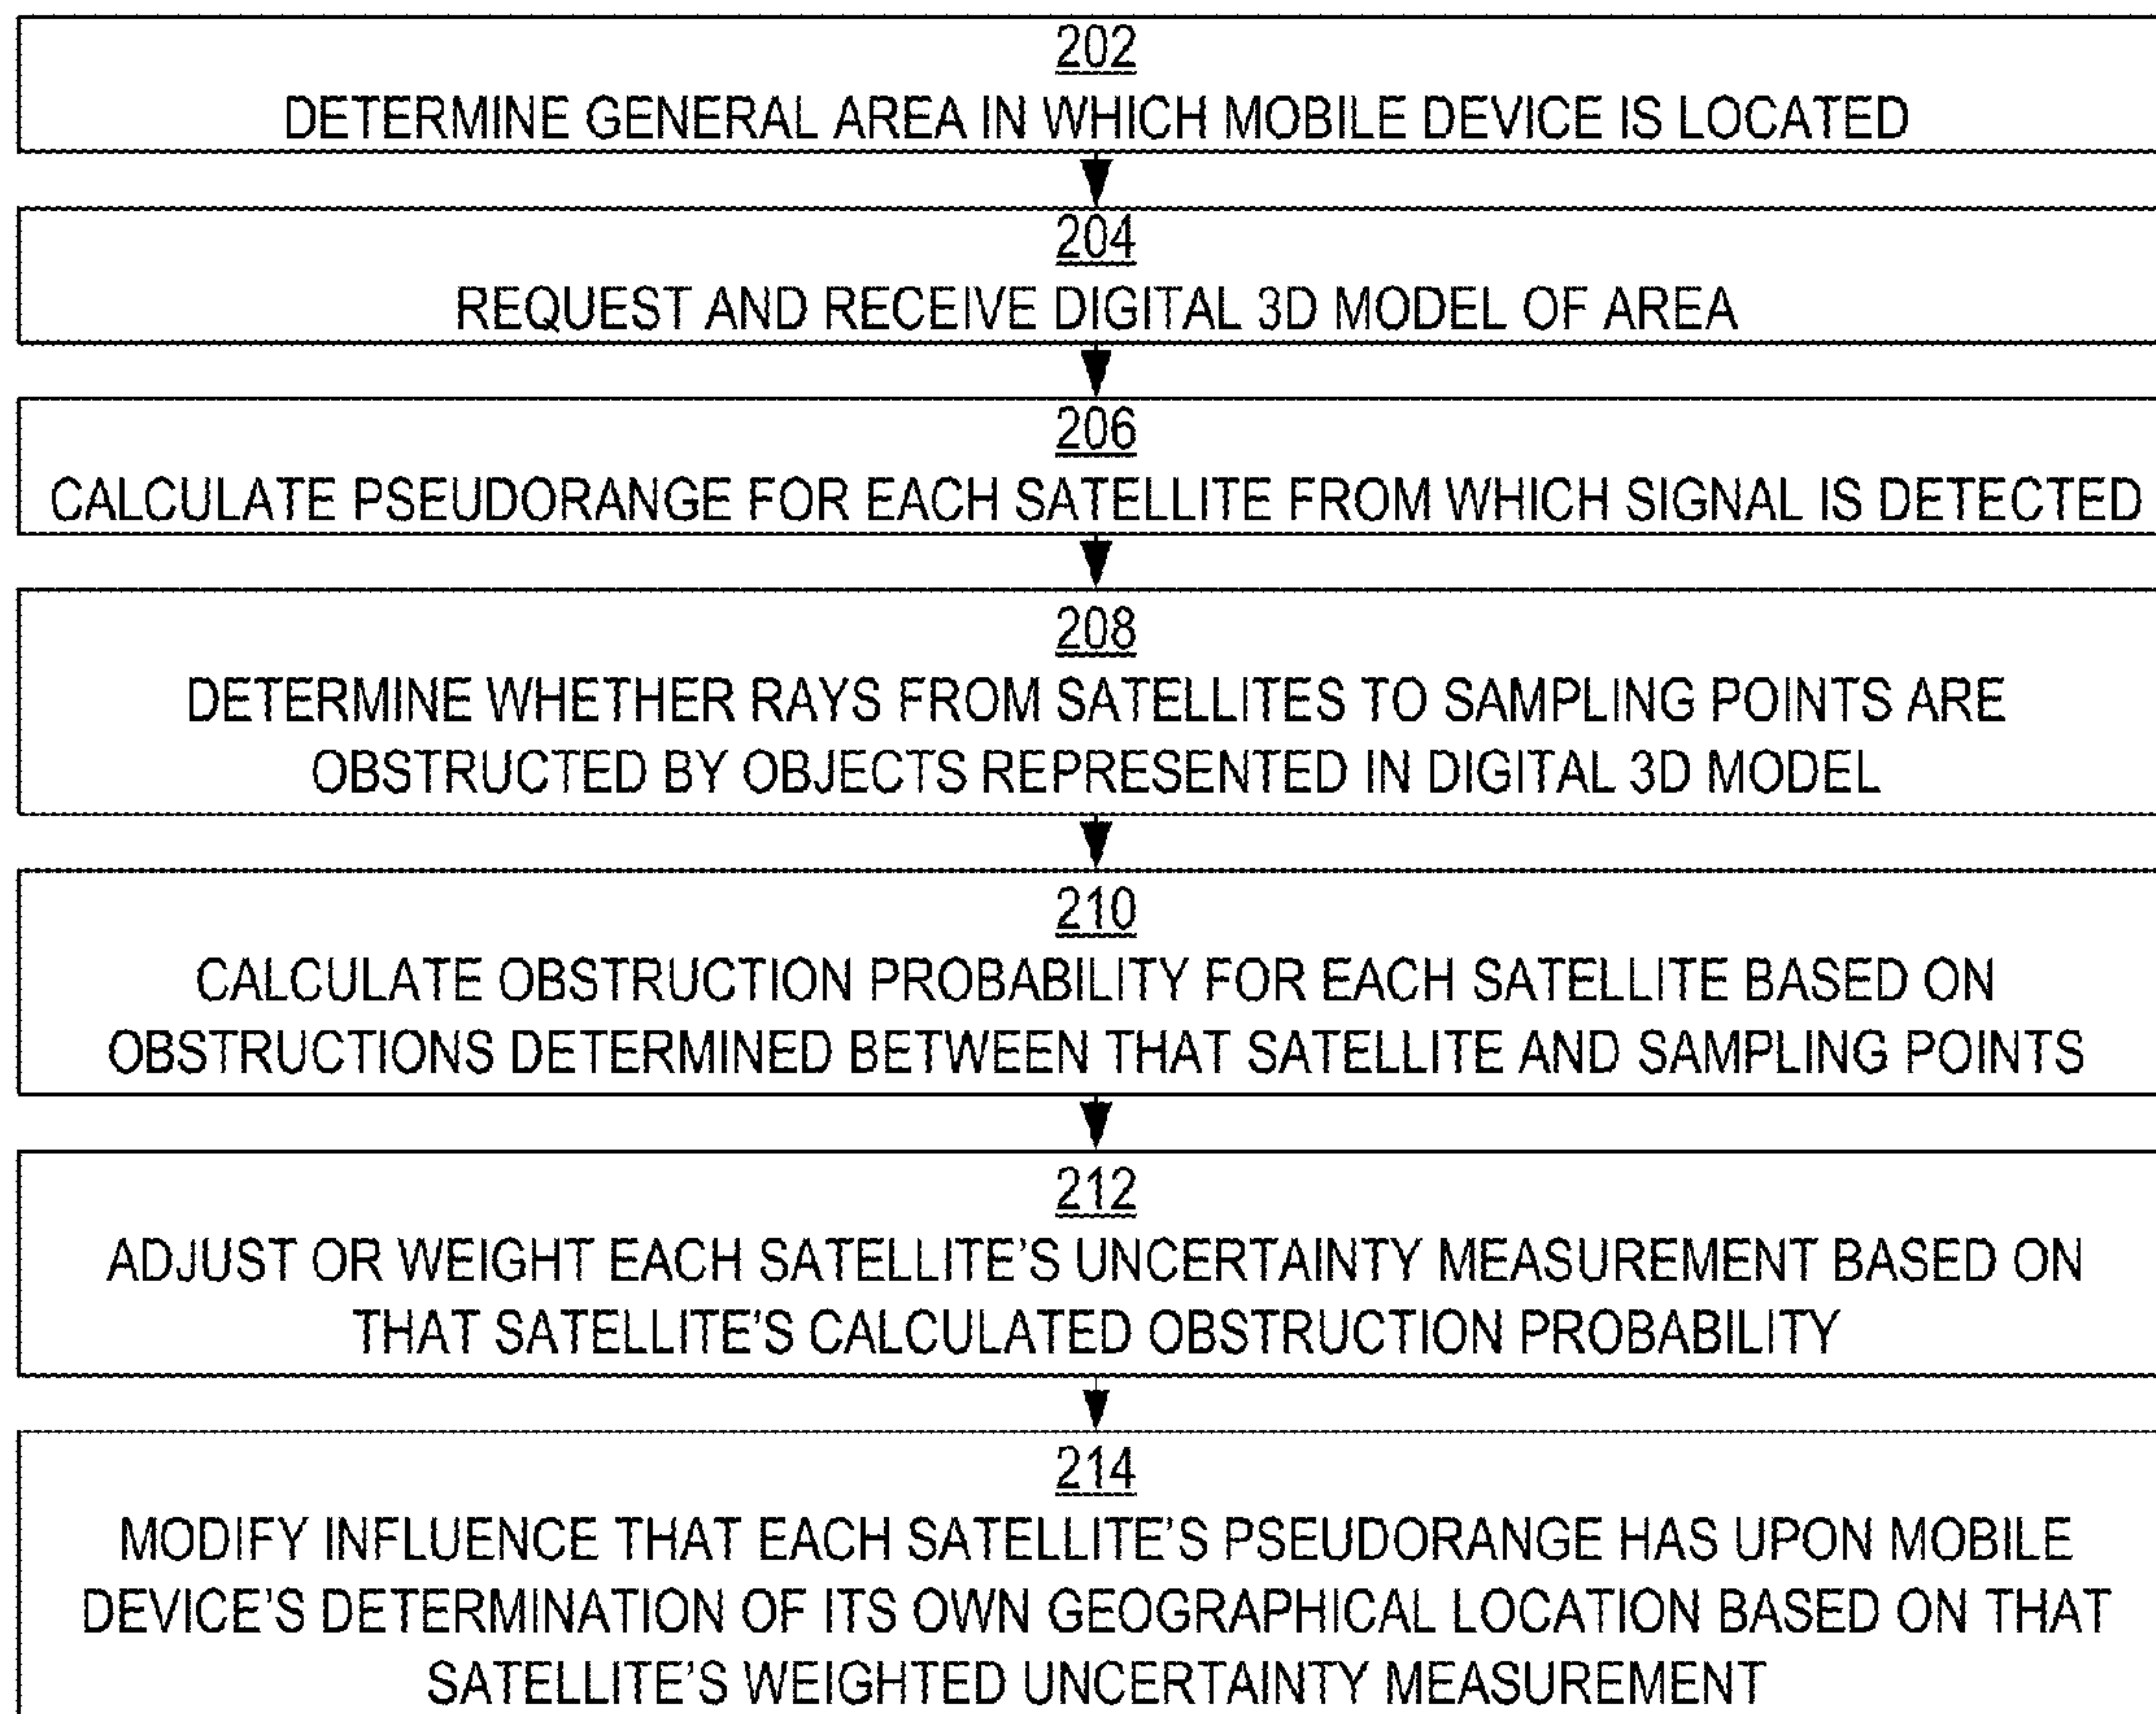 202
DETERMINE GENERAL AREA IN WHICH MOBILE DEVICE IS LOCATED
204
REQUEST AND RECEIVE DIGITAL 3D MODEL OF AREA
206
CALCULATE PSEUDORANGE FOR EACH SATELLITE FROM WHICH SIGNAL IS DETECTED
208
DETERMINE WHETHER RAYS FROM SATELLITES TO SAMPLING POINTS ARE
OBSTRUCTED BY OBJECTS REPRESENTED IN DIGITAL 3D MODEL
210
CALCULATE OBSTRUCTION PROBABILITY FOR EACH SATELLITE BASED ON
OBSTRUCTIONS DETERMINED BETWEEN THAT SATELLITE AND SAMPLING POINTS
212
ADJUST OR WEIGHT EACH SATELLITE'S UNCERTAINTY MEASUREMENT BASED ON
THAT SATELLITE'S CALCULATED OBSTRUCTION PROBABILITY
214
MODIFY INFLUENCE THAT EACH SATELLITE'S PSEUDORANGE HAS UPON MOBILE
DEVICE'S DETERMINATION OF ITS OWN GEOGRAPHICAL LOCATION BASED ON THAT
SATELLITE'S WEIGHTED UNCERTAINTY MEASUREMENT